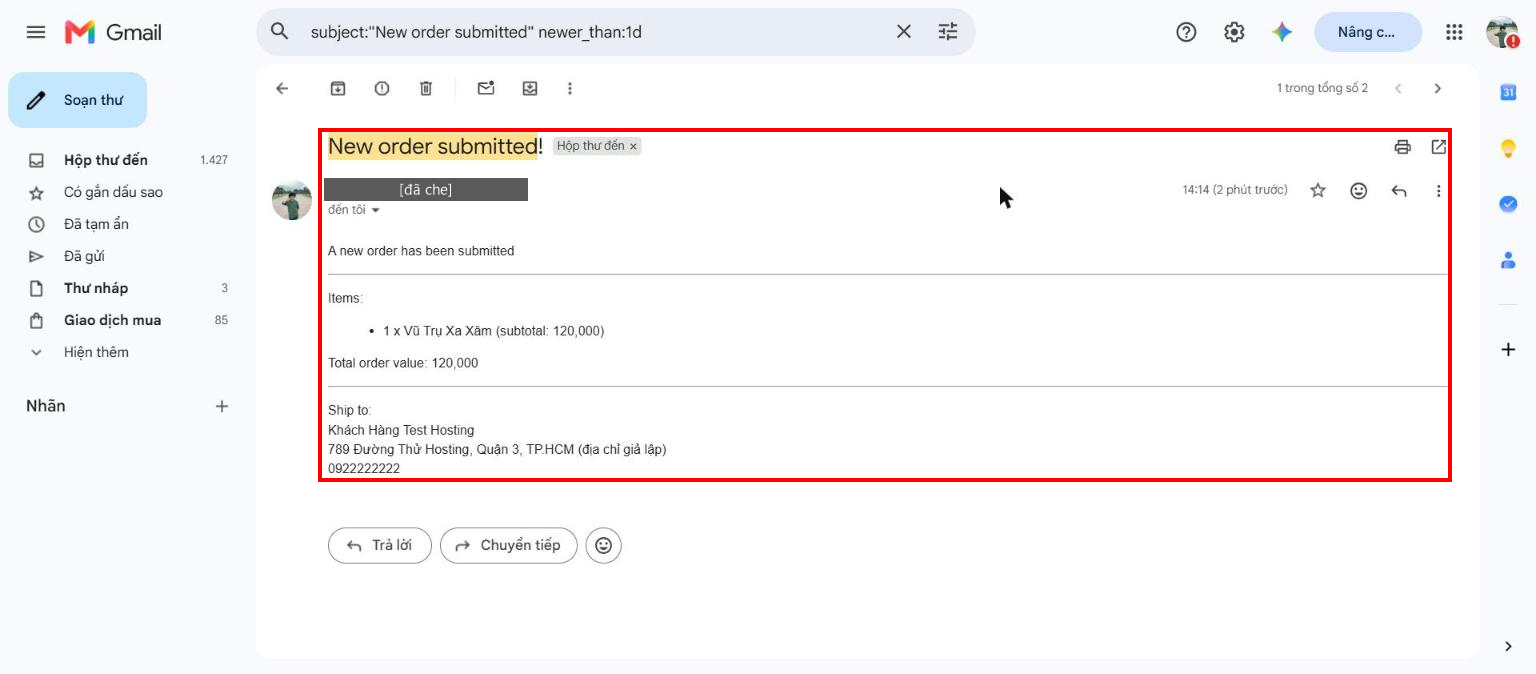 Gmail
subject:"New order submitted" newer_than:1d
Nâng c...
Soạn thư
1 trong tổng số 2
31
Hộp thư đến 1.427
Có gắn dấu sao
Đã tạm ẩn
Đã gửi
Thư nháp 3
Giao dịch mua 85
Hiện thêm
Nhãn
New order submitted! Hộp thư đến ×
[đã che]
14:14 (2 phút trước)
đến tôi
A new order has been submitted
Items:
• 1 x Vũ Trụ Xa Xăm (subtotal: 120,000)
Total order value: 120,000
Ship to:
Khách Hàng Test Hosting
789 Đường Thử Hosting, Quận 3, TP.HCM (địa chỉ giả lập)
0922222222
Trả lời
Chuyển tiếp